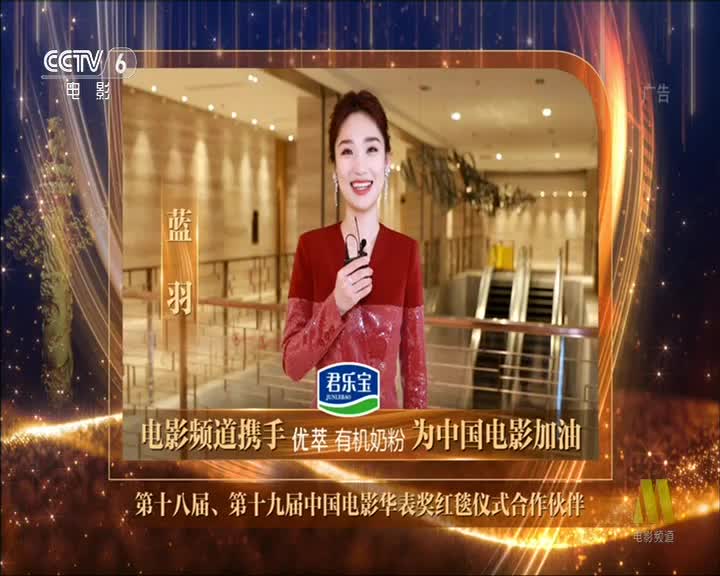 CCTV 6
电影
广告
蓝羽
君乐宝
JUNLEBAO
电影频道携手 优萃 有机奶粉 为中国电影加油
第十八届、第十九届中国电影华表奖红毯仪式合作伙伴
M
电影频道